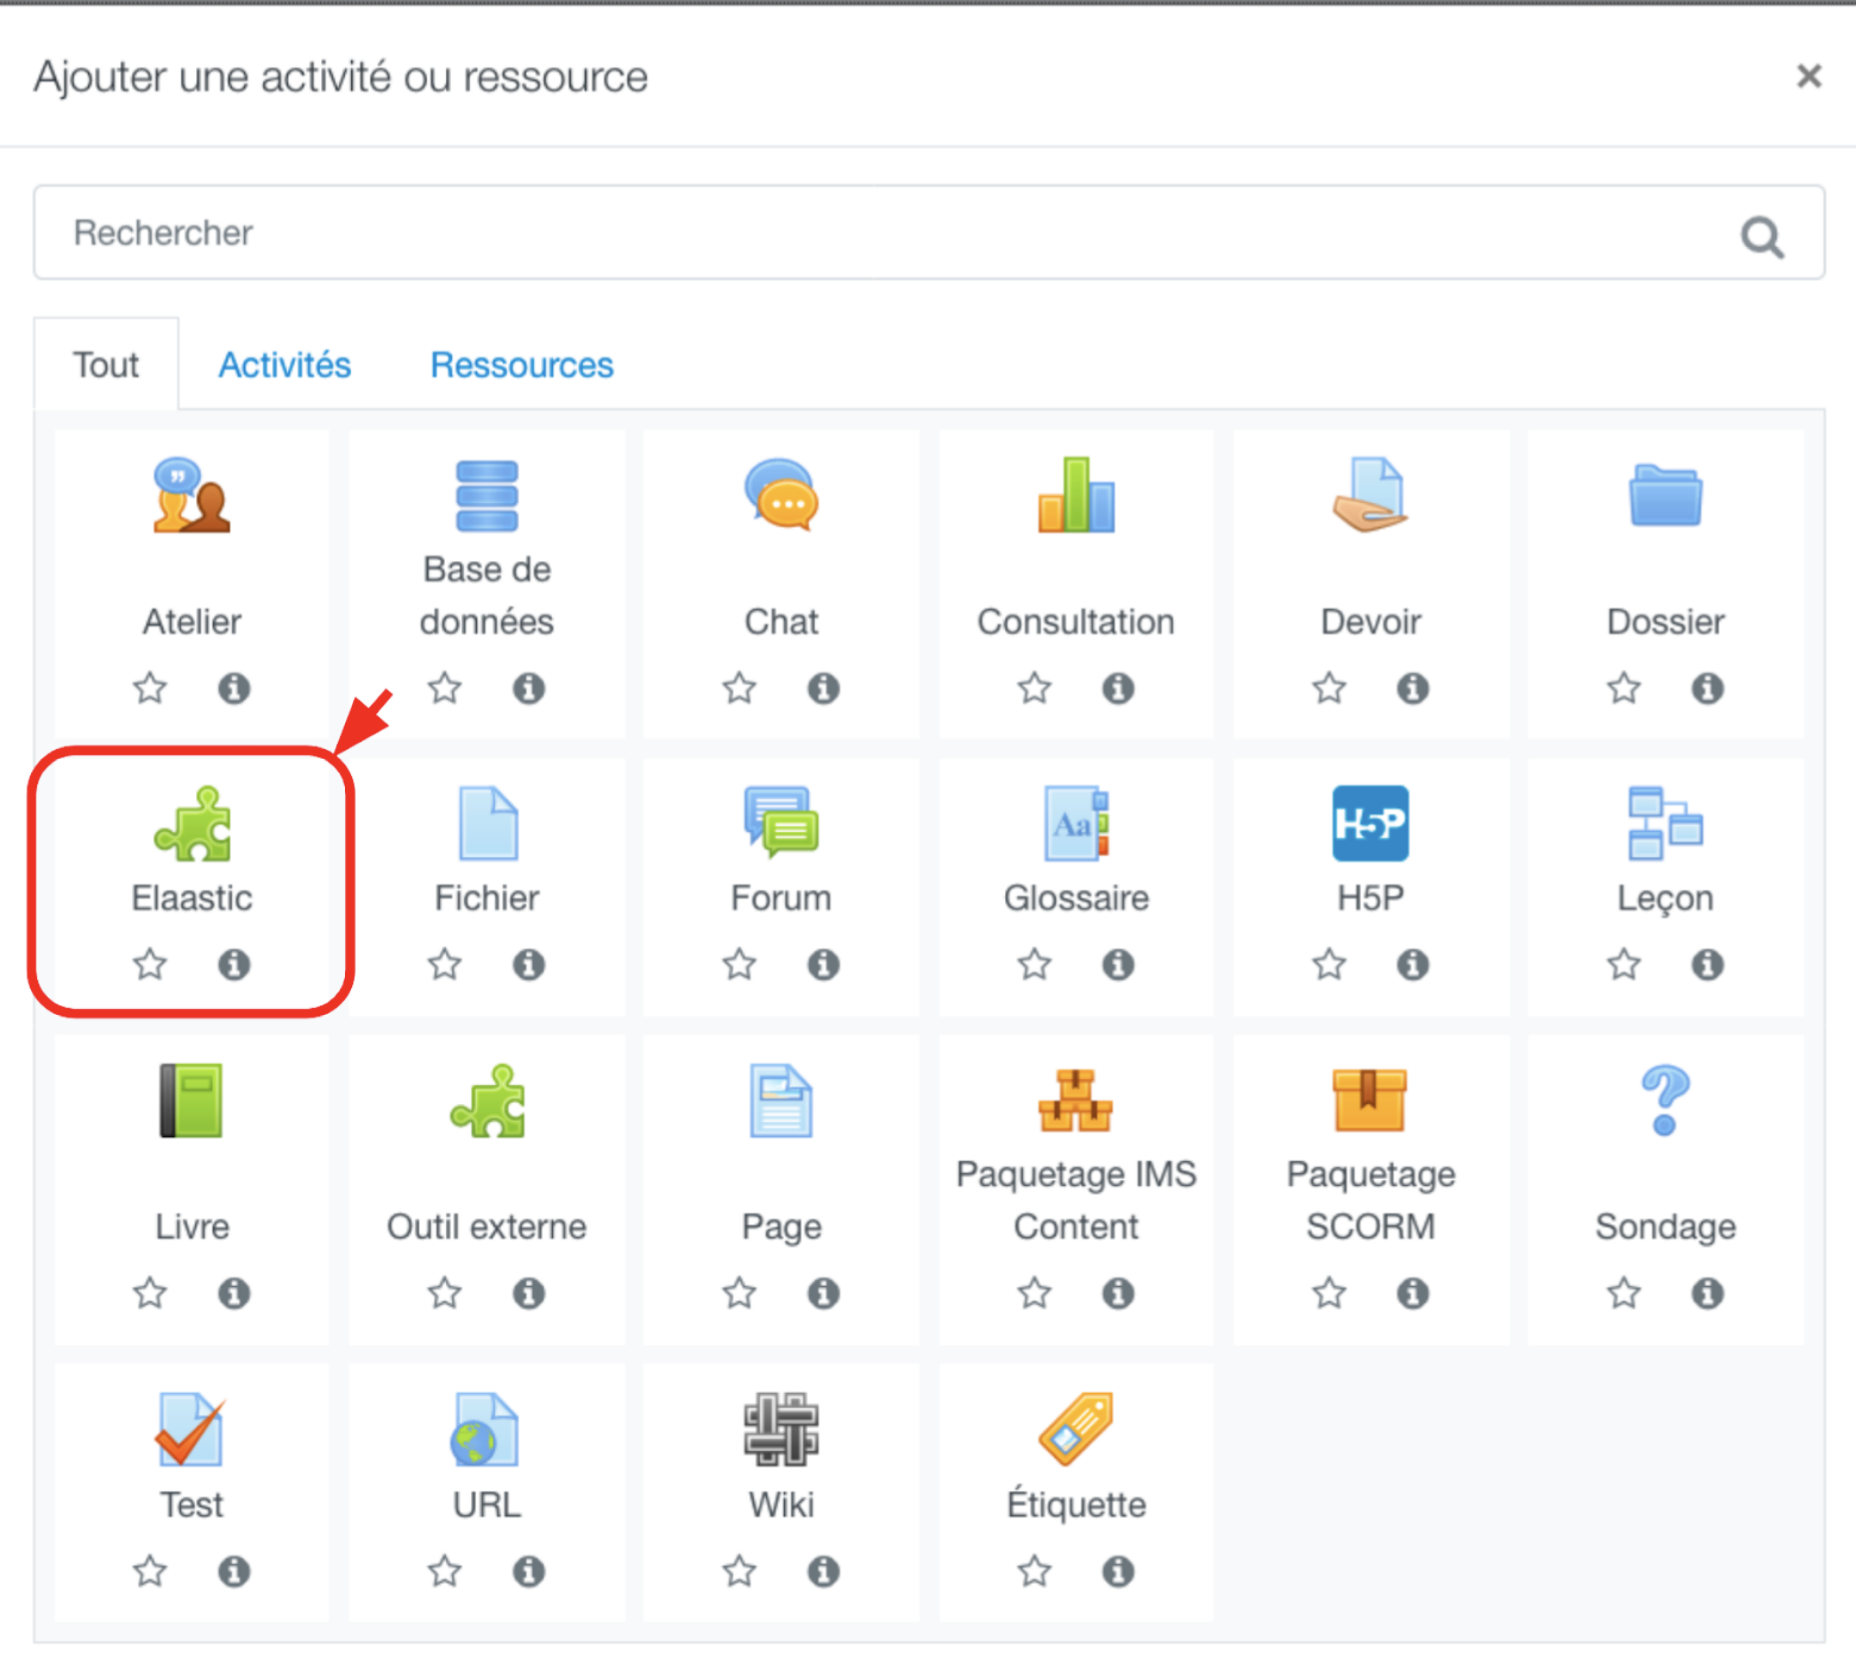 Ajouter une activité ou ressource
Rechercher
Tout Activités Ressources
Atelier
Base de
données
Chat
Consultation
Devoir
Dossier
Elaastic
Fichier
Forum
Aa
Glossaire
H5P
H5P
Leçon
Livre
Outil externe
Page
Paquetage IMS
Content
Paquetage
SCORM
Sondage
Test
URL
Wiki
Étiquette